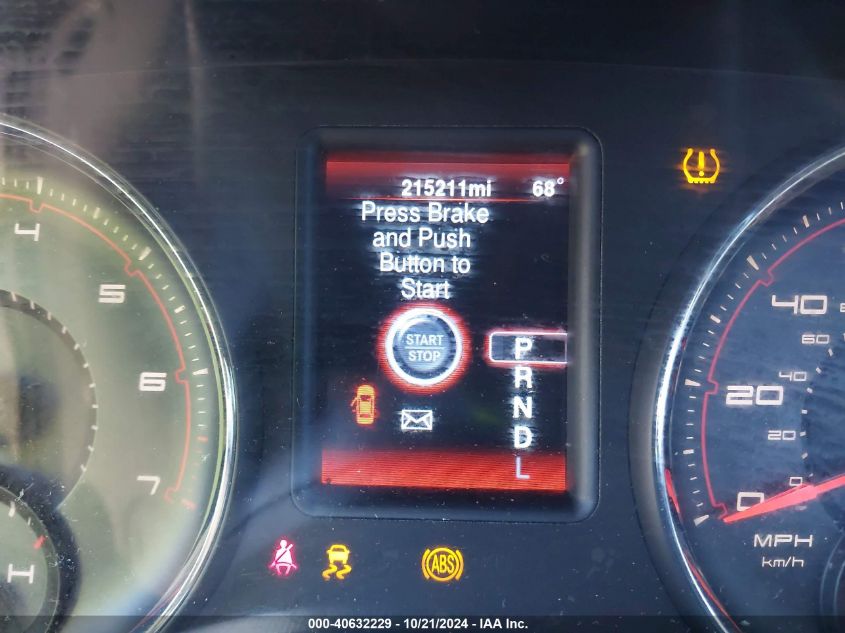 215211mi 68°
Press Brake
and Push
Button to
Start
START
STOP
P
R
N
D
L
4
5
6
7
H
40
60
40
20
20
0
0
MPH
km/h
ABS
000-40632229 - 10/21/2024 - IAA Inc.